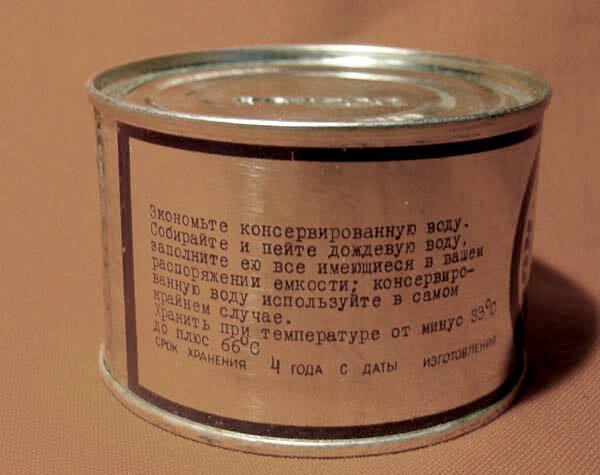 Экономьте консервированную воду.
Собирайте и пейте дождевую воду,
заполните ею все имеющиеся в вашем
распоряжении емкости; консервиро-
ванную воду используйте в самом
крайнем случае.
Хранить при температуре от минус 33°С
до плюс 66°С
СРОК ХРАНЕНИЯ 4 ГОДА С ДАТЫ ИЗГОТОВЛЕНИЯ